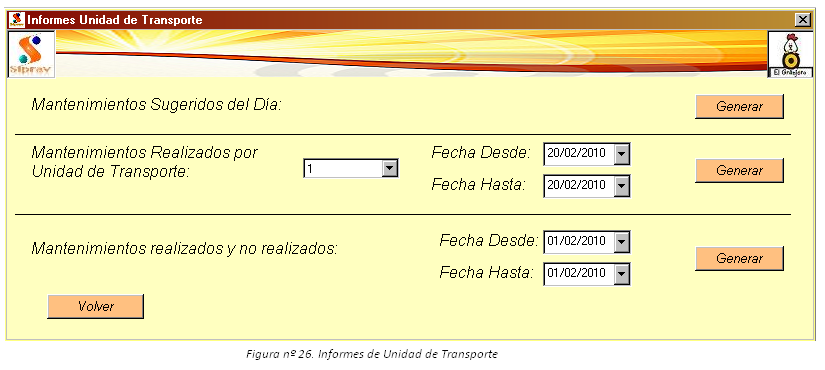 Informes Unidad de Transporte
Siprav
El Granjero
Mantenimientos Sugeridos del Día:
Generar
Mantenimientos Realizados por
Unidad de Transporte:
1
Fecha Desde: 20/02/2010
Fecha Hasta: 20/02/2010
Generar
Mantenimientos realizados y no realizados:
Fecha Desde: 01/02/2010
Fecha Hasta: 01/02/2010
Generar
Volver
Figura nº 26. Informes de Unidad de Transporte